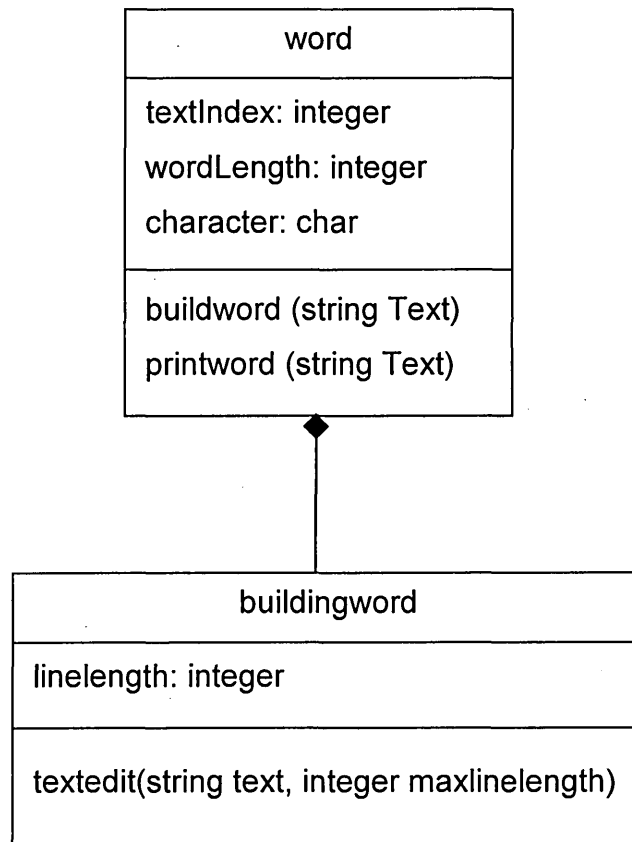 word
textIndex: integer
wordLength: integer
character: char
buildword (string Text)
printword (string Text)
buildingword
linelength: integer
textedit(string text, integer maxlinelength)